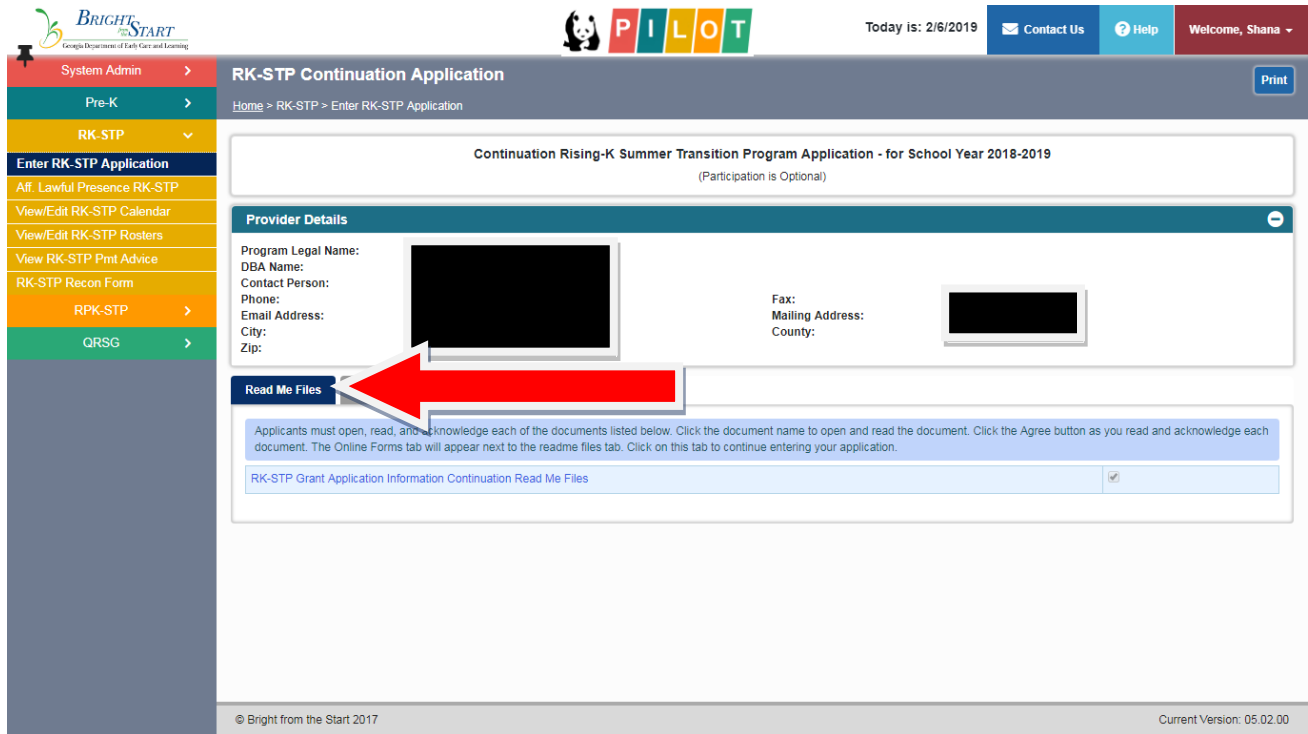 BRIGHT
from the START
Georgia Department of Early Care and Learning
PILOT
Today is: 2/6/2019
Contact Us
? Help
Welcome, Shana
System Admin
Pre-K
RK-STP
Enter RK-STP Application
Aff. Lawful Presence RK-STP
View/Edit RK-STP Calendar
View/Edit RK-STP Rosters
View RK-STP Pmt Advice
RK-STP Recon Form
RPK-STP
QRSG
RK-STP Continuation Application
Print
Home > RK-STP > Enter RK-STP Application
Continuation Rising-K Summer Transition Program Application - for School Year 2018-2019
(Participation is Optional)
Provider Details
Program Legal Name:
DBA Name:
Contact Person:
Phone:
Email Address:
City:
Zip:
Fax:
Mailing Address:
County:
Read Me Files
Applicants must open, read, and acknowledge each of the documents listed below. Click the document name to open and read the document. Click the Agree button as you read and acknowledge each
document. The Online Forms tab will appear next to the readme files tab. Click on this tab to continue entering your application.
RK-STP Grant Application Information Continuation Read Me Files
© Bright from the Start 2017
Current Version: 05.02.00